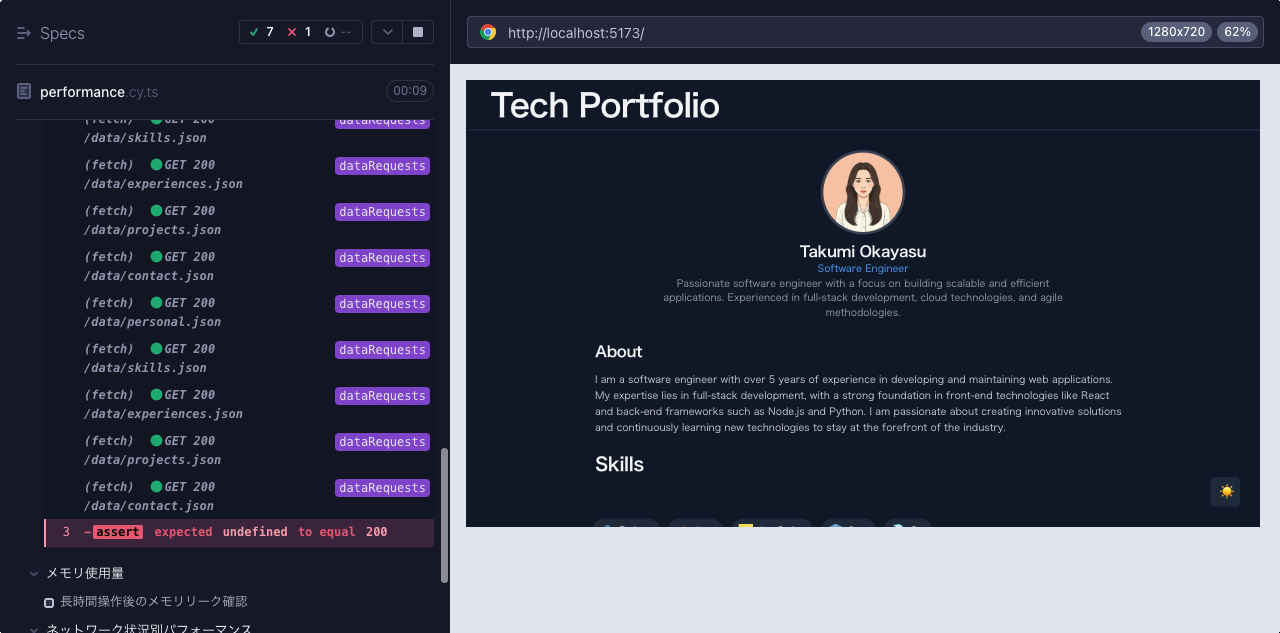 Specs
7
1
--
performance.cy.ts
00:09
(fetch) GET 200 dataRequests
/data/skills.json
(fetch) GET 200 dataRequests
/data/experiences.json
(fetch) GET 200 dataRequests
/data/projects.json
(fetch) GET 200 dataRequests
/data/contact.json
(fetch) GET 200 dataRequests
/data/personal.json
(fetch) GET 200 dataRequests
/data/skills.json
(fetch) GET 200 dataRequests
/data/experiences.json
(fetch) GET 200 dataRequests
/data/projects.json
(fetch) GET 200 dataRequests
/data/contact.json
3 -assert expected undefined to equal 200
メモリ使用量
長時間操作後のメモリリーク確認
ネットワーク状況別パフォーマンス
http://localhost:5173/
1280x720
62%
Tech Portfolio
Takumi Okayasu
Software Engineer
Passionate software engineer with a focus on building scalable and efficient
applications. Experienced in full-stack development, cloud technologies, and agile
methodologies.
About
I am a software engineer with over 5 years of experience in developing and maintaining web applications.
My expertise lies in full-stack development, with a strong foundation in front-end technologies like React
and back-end frameworks such as Node.js and Python. I am passionate about creating innovative solutions
and continuously learning new technologies to stay at the forefront of the industry.
Skills